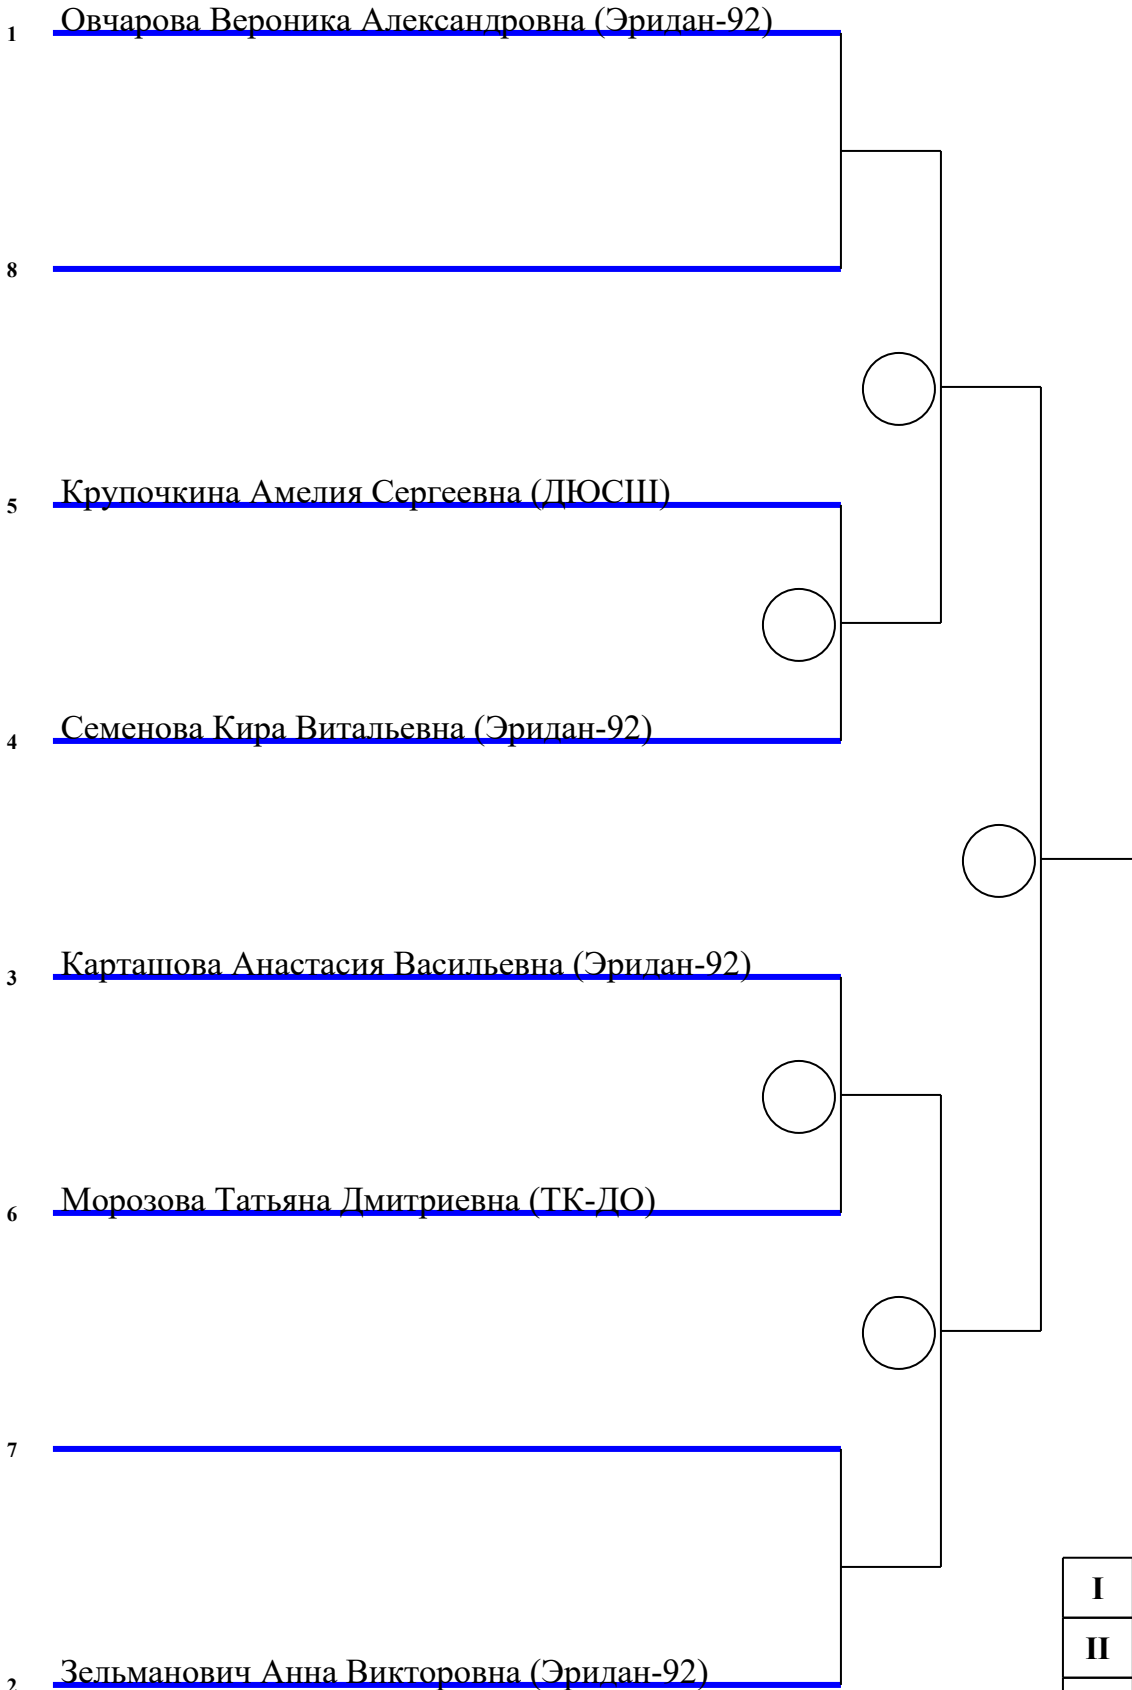 1 Овчарова Вероника Александровна (Эридан-92)
8
5 Крупочкина Амелия Сергеевна (ДЮСШ)
4 Семенова Кира Витальевна (Эридан-92)
3 Карташова Анастасия Васильевна (Эридан-92)
6 Морозова Татьяна Дмитриевна (ТК-ДО)
7
I
II
2 Зельманович Анна Викторовна (Эридан-92)